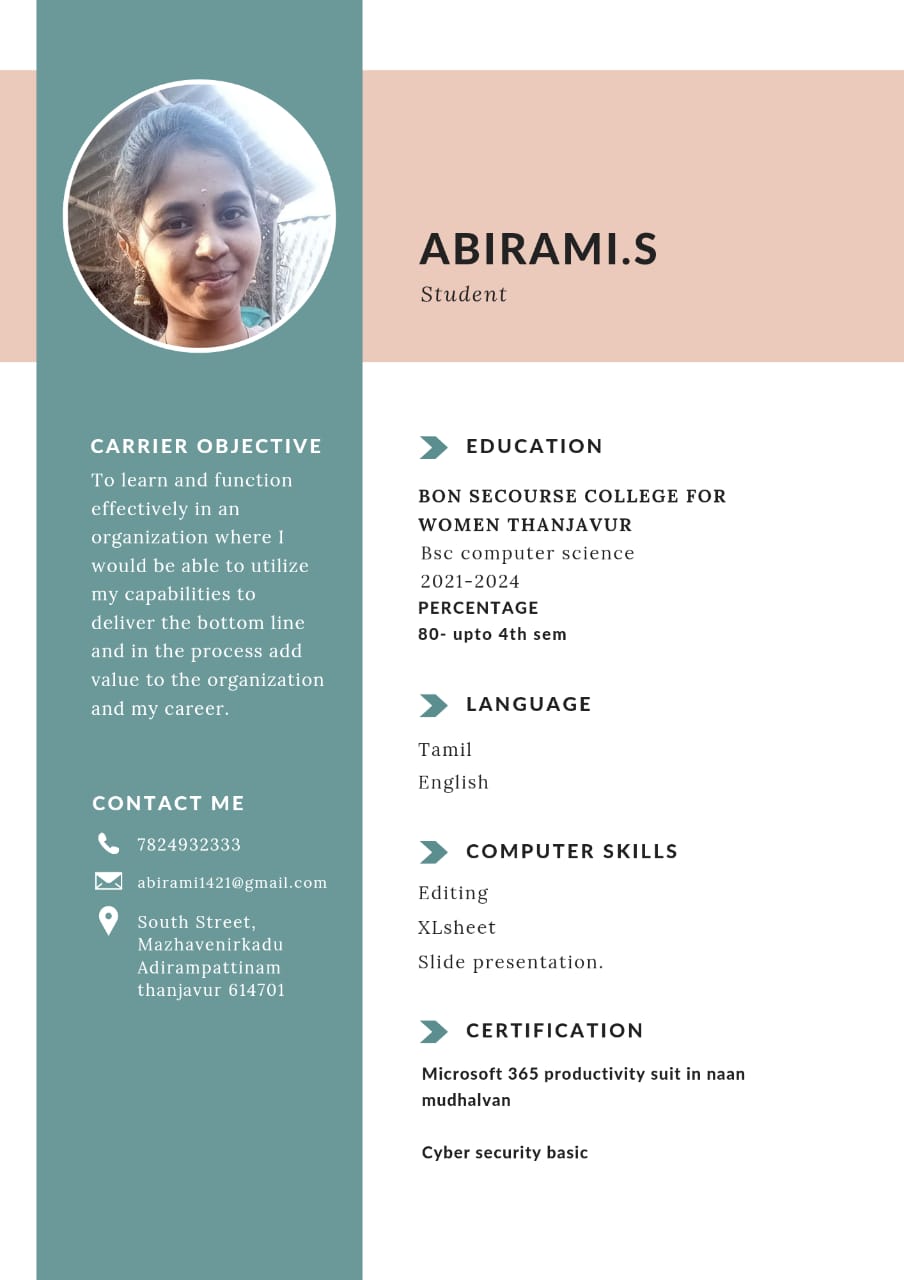 ABIRAMI.S
Student
CARRIER OBJECTIVE
To learn and function
effectively in an
organization where I
would be able to utilize
my capabilities to
deliver the bottom line
and in the process add
value to the organization
and my career.
CONTACT ME
7824932333
abirami1421@gmail.com
South Street,
Mazhavenirkadu
Adirampattinam
thanjavur 614701
EDUCATION
BON SECOURSE COLLEGE FOR
WOMEN THANJAVUR
Bsc computer science
2021-2024
PERCENTAGE
80- upto 4th sem
LANGUAGE
Tamil
English
COMPUTER SKILLS
Editing
XLsheet
Slide presentation.
CERTIFICATION
Microsoft 365 productivity suit in naan
mudhalvan
Cyber security basic